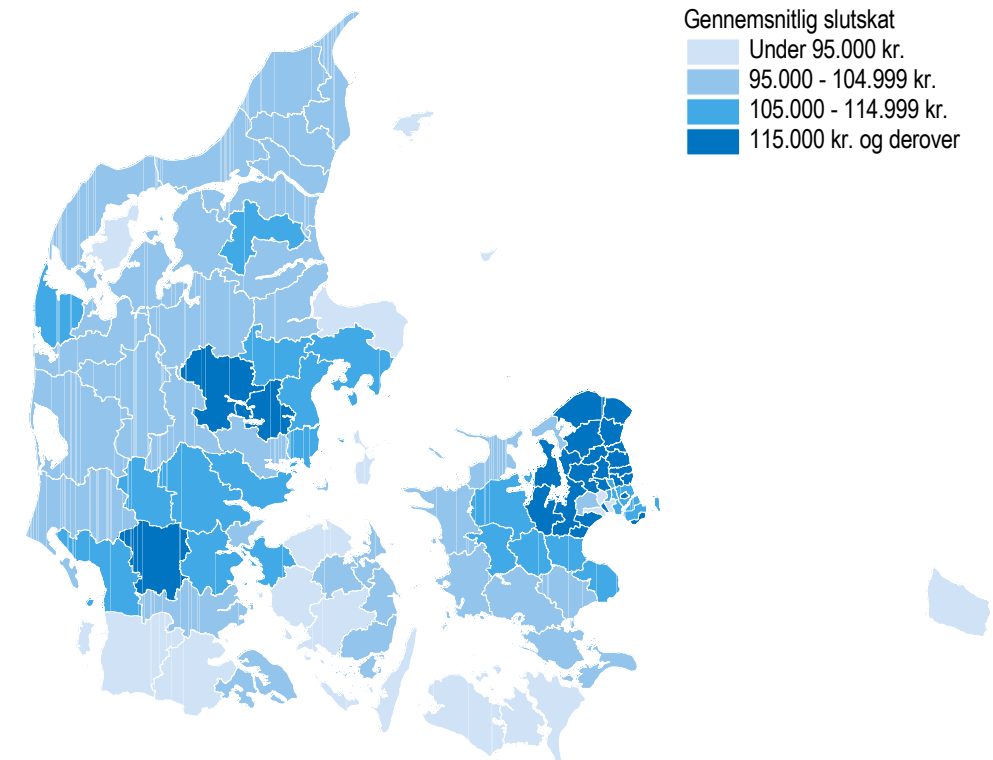 Gennemsnitlig slutskat
Under 95.000 kr.
95.000 - 104.999 kr.
105.000 - 114.999 kr.
115.000 kr. og derover